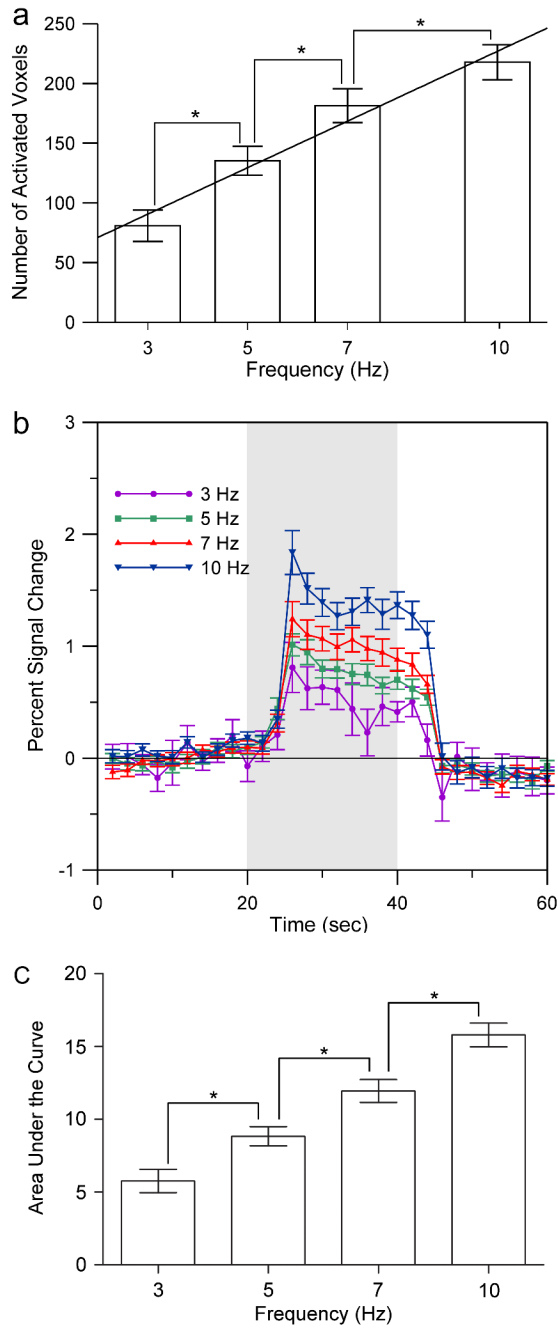 a
250
200
150
100
50
0
Number of Activated Voxels
* * *
3 5 7 10
Frequency (Hz)
b
3
2
1
0
-1
Percent Signal Change
3 Hz
5 Hz
7 Hz
10 Hz
0 20 40 60
Time (sec)
c
20
15
10
5
0
Area Under the Curve
* * *
3 5 7 10
Frequency (Hz)